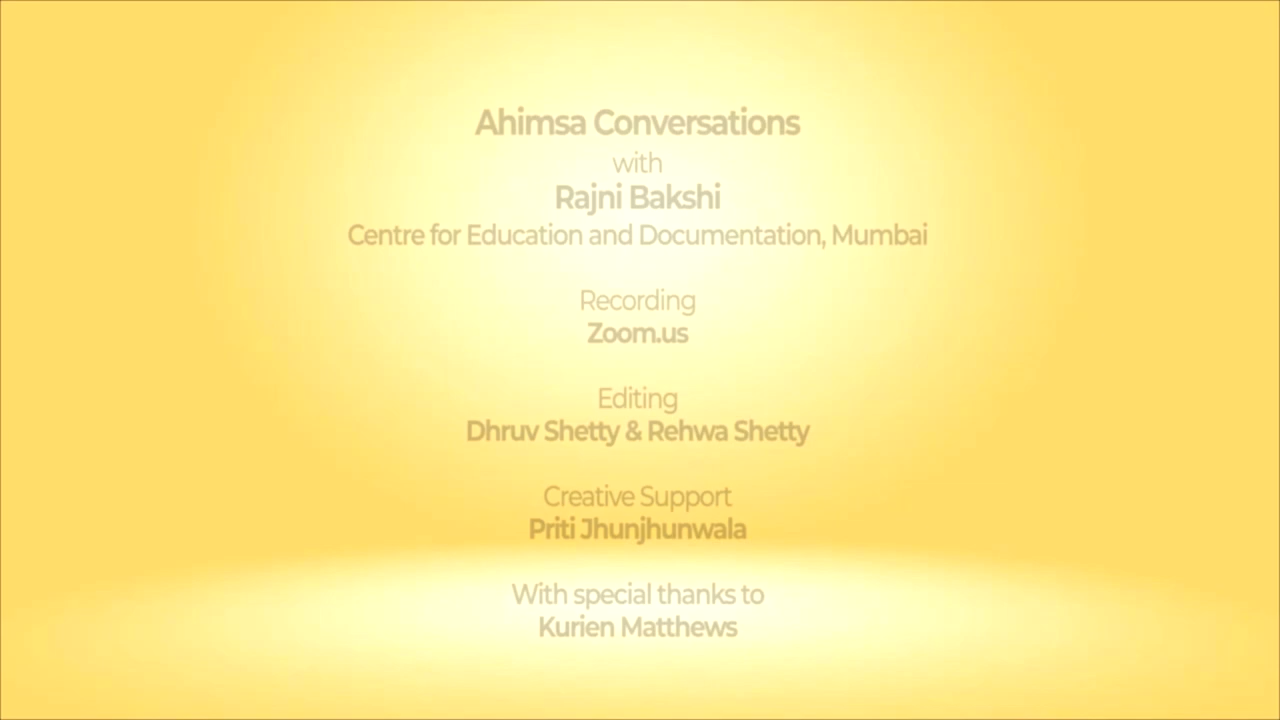 Ahimsa Conversations
with
Rajni Bakshi
Centre for Education and Documentation, Mumbai
Recording
Zoom.us
Editing
Dhruv Shetty & Rehwa Shetty
Creative Support
Priti Jhunjhunwala
With special thanks to
Kurien Matthews